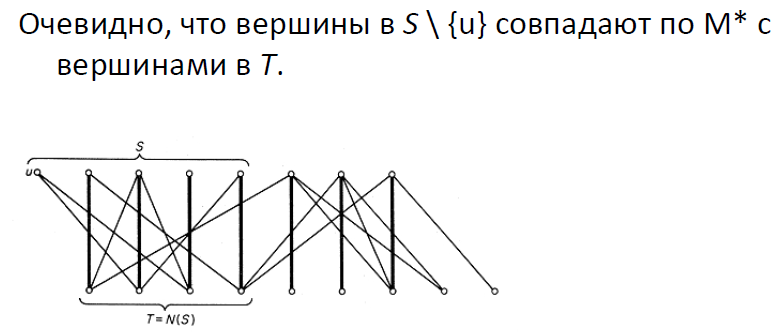 Очевидно, что вершины в S \ {u} совпадают по M* с
вершинами в T.
S
u
T = N(S)